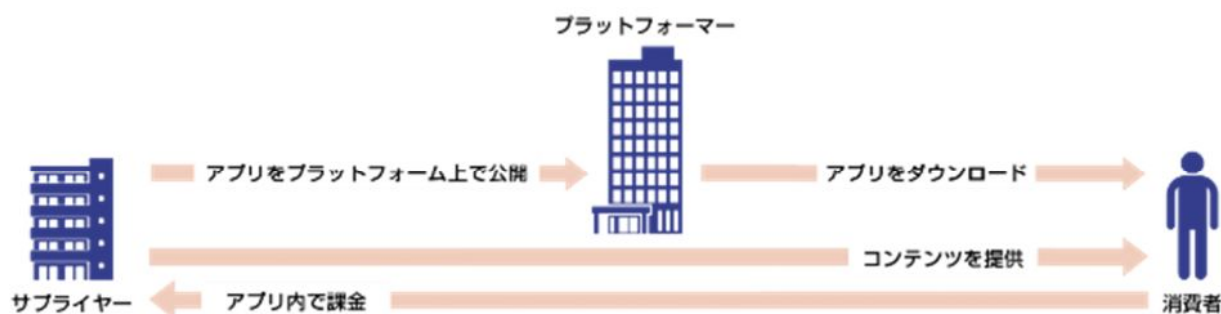 プラットフォーマー
アプリをプラットフォーム上で公開
アプリをダウンロード
コンテンツを提供
サプライヤー
アプリ内で課金
消費者